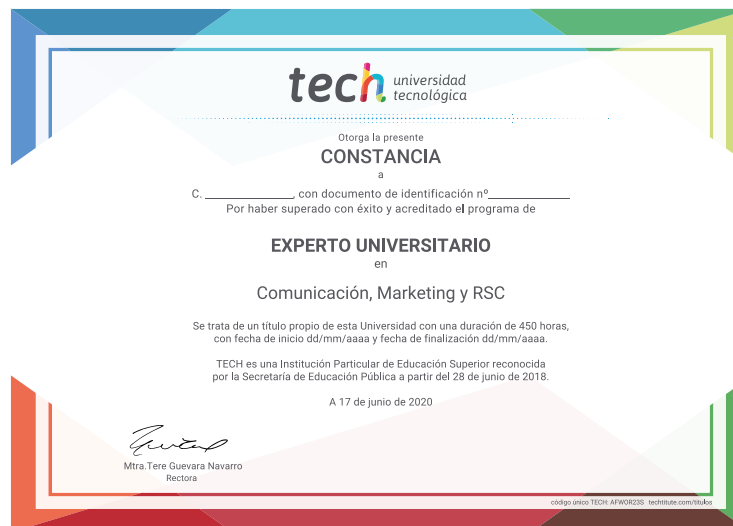 tech universidad
tecnológica
Otorga la presente
CONSTANCIA
a
C. ______________, con documento de identificación nº______________
Por haber superado con éxito y acreditado el programa de
EXPERTO UNIVERSITARIO
en
Comunicación, Marketing y RSC
Se trata de un título propio de esta Universidad con una duración de 450 horas,
con fecha de inicio dd/mm/aaaa y fecha de finalización dd/mm/aaaa.
TECH es una Institución Particular de Educación Superior reconocida
por la Secretaría de Educación Pública a partir del 28 de junio de 2018.
A 17 de junio de 2020
Mtra.Tere Guevara Navarro
Rectora
código único TECH: AFWOR23S techtitute.com/titulos